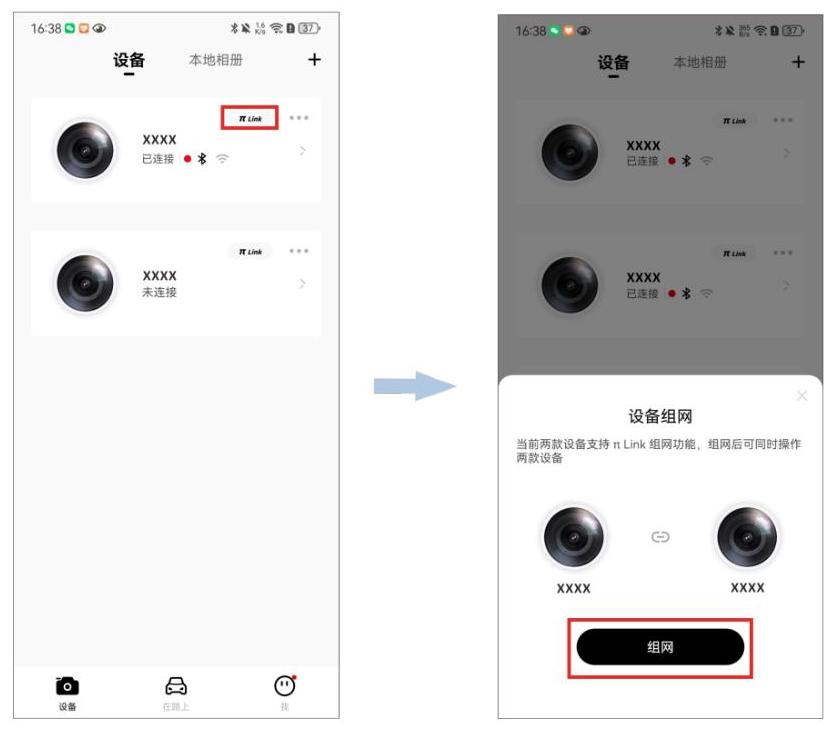 16:38
1.6 K/s
37
设备
本地相册
π Link
XXXX
已连接
π Link
XXXX
未连接
设备
在路上
我
16:38
365 B/s
37
设备
本地相册
π Link
XXXX
已连接
π Link
XXXX
已连接
设备组网
当前两款设备支持 π Link 组网功能，组网后可同时操作
两款设备
XXXX
XXXX
组网